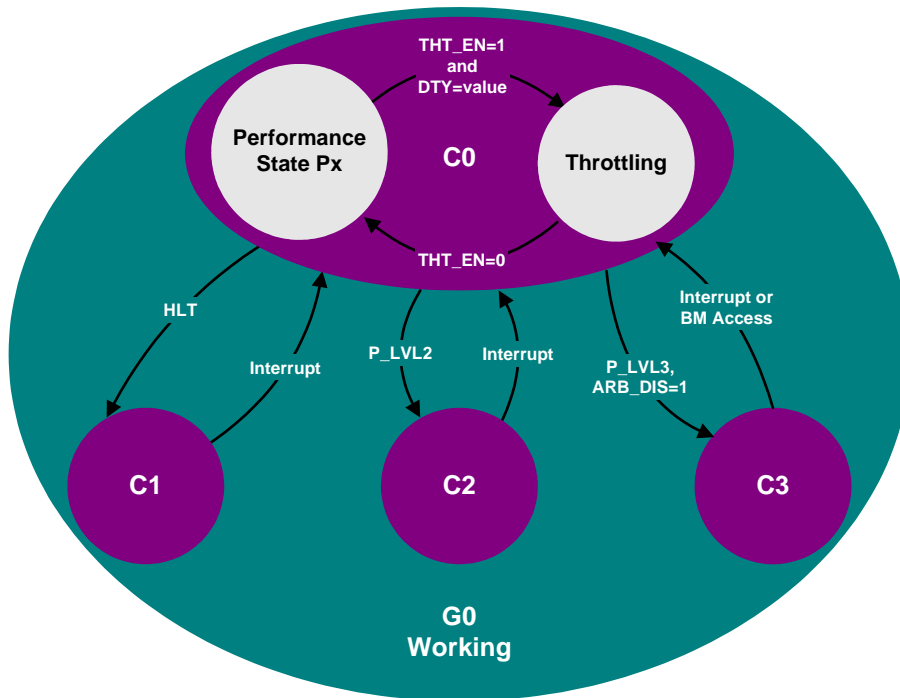 THT_EN=1
and
DTY=value
Performance
State Px
C0
Throttling
THT_EN=0
HLT
Interrupt
P_LVL2
Interrupt
P_LVL3,
ARB_DIS=1
Interrupt or
BM Access
C1
C2
C3
G0
Working